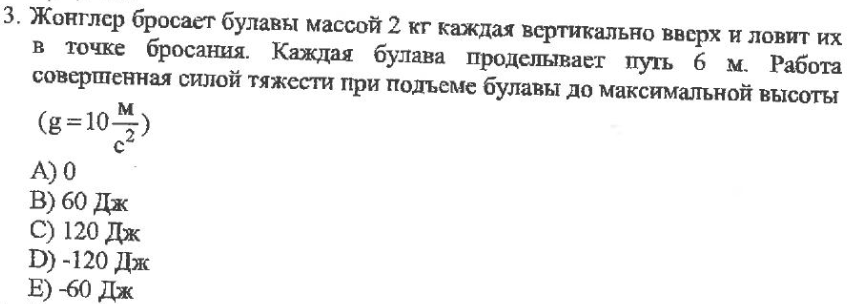 3. Жонглер бросает булавы массой 2 кг каждая вертикально вверх и ловит их
в точке бросания. Каждая булава проделывает путь 6 м. Работа
совершенная силой тяжести при подъеме булавы до максимальной высоты
(g=10 м/с²)
A) 0
B) 60 Дж
C) 120 Дж
D) -120 Дж
E) -60 Дж